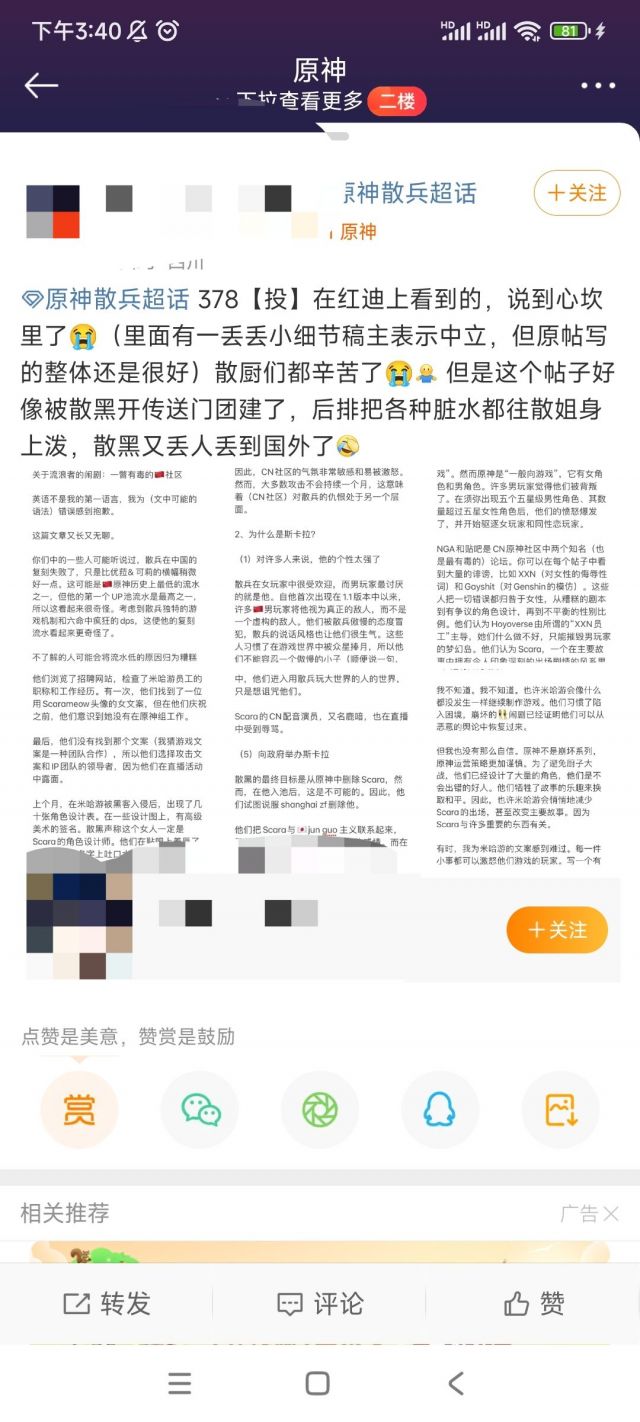 下午3:40
HD HD 81
原神
下拉查看更多 二楼
原神散兵超话
原神
+关注
四川
原神散兵超话 378【投】在红迪上看到的，说到心坎
里了😭（里面有一丢丢小细节稿主表示中立，但原帖写
的整体还是很好）散厨们都辛苦了😭🤷 但是这个帖子好
像被散黑开传送门团建了，后排把各种脏水都往散姐身
上泼，散黑又丢人丢到国外了🤣
关于流浪者的闹剧：一瞥有毒的🇨🇳社区
英语不是我的第一语言，我为（文中可能的
语法）错误感到抱歉。
这篇文章又长又无聊。
你们中的一些人可能听说过，散兵在中国的
复刻失败了，只是比优菈& 可莉的横幅稍微
好一点。这可能是🇨🇳原神历史上最低的流水
之一，但他的第一个UP池流水是最高之一，
所以这看起来很奇怪。考虑到散兵独特的游
戏机制和六命中疯狂的dps，这使他的复刻
流水看起来更奇怪了。
不了解的人可能会将流水低的原因归为糟糕
因此，CN社区的气氛非常敏感和易被激怒。
然而，大多数攻击不会持续一个月，这意味
着（CN社区）对散兵的仇恨处于另一个层
面。
2、为什么是斯卡拉？
（1）对许多人来说，他的个性太强了
散兵在女玩家中很受欢迎，而男玩家最讨厌
的就是他。自他首次出现在1.1版本中以来，
许多🇨🇳男玩家将他视为真正的敌人，而不是
一个虚构的敌人。他们被散兵傲慢的态度冒
犯，散兵的说话风格也让他们很生气。这些
人习惯了在游戏世界中被众星捧月，所以他
们不能容忍一个傲慢的小子（顺便说一句，
戏”。然而原神是“一般向游戏”，它有女角
色和男角色。许多男玩家觉得他们被背叛
了。在须弥出现五个五星级男性角色、其数
量超过五星女性角色后，他们的愤怒爆发
了，并开始驱逐女玩家和同性恋玩家。
NGA和贴吧是CN原神社区中两个知名（也
是最有毒的）论坛。你可以在每个帖子中看
到大量的诽谤，比如XXN（对女性的侮辱性
词）和Gayshit（对Genshin的模仿）。这些
人把一切错误都归咎于女性，从糟糕的剧本
到有争议的角色设计，再到不平衡的性别比
例。他们认为Hoyoverse由所谓的“XXN员
工”主导，她们什么做不好，只能摧毁男玩家
的梦幻岛。他们认为Scara，一个在主要故
事中拥有令人印象深刻的出场剧情的风系男
他们浏览了招聘网站，检查了米哈游员工的
职称和工作经历。有一次，他们找到了一位
用Scarameow头像的女文案，但在他们庆祝
之前，他们意识到她没有在原神组工作。
最后，他们没有找到那个文案（我猜游戏文
案是一种团队合作），所以他们选择攻击文
案和IP团队的领导者，因为他们在直播活动
中露面。
上个月，在米哈游被黑客入侵后，出现了几
十张角色设计表。在一些设计图上，有高级
美术的签名。散黑声称这个女人一定是
Scara的角色设计师。他们在贴吧上羞辱了
名字上吐口水
中，他们进入用散兵玩大世界的人的世界，
只是想诅咒他们。
Scara的CN配音演员，又名鹿喑，也在直播
中受到辱骂。
（5）向政府举办斯卡拉
散黑的最终目标是从原神中删除Scara，然
而，在他入池后，这是不可能的。因此，他
们试图说服shanghai zf删除他。
他们把Scara与🇯🇵jun guo 主义联系起来，
而在
我不知道。我不知道，也许米哈游会像什么
都没发生一样继续制作游戏。他们习惯了陷
入困境，崩坏的👯闹剧已经证明他们可以从
恶意的舆论中恢复过来。
但我也没有那么自信。原神不是崩坏系列，
原神运营策略更加谨慎。为了避免厨子大
战，他们已经设计了大量的角色，他们是不
会出错的好人。他们牺牲了故事的乐趣来换
取和平。因此，也许米哈游会悄悄地减少
Scara的出场，甚至改变主要故事。因为
Scara与许多重要的东西有关。
有时，我为米哈游的文案感到难过。每一件
小事都可以激怒他们游戏的玩家。写一个有
+关注
点赞是美意，赞赏是鼓励
赏
相关推荐
广告
转发
评论
赞